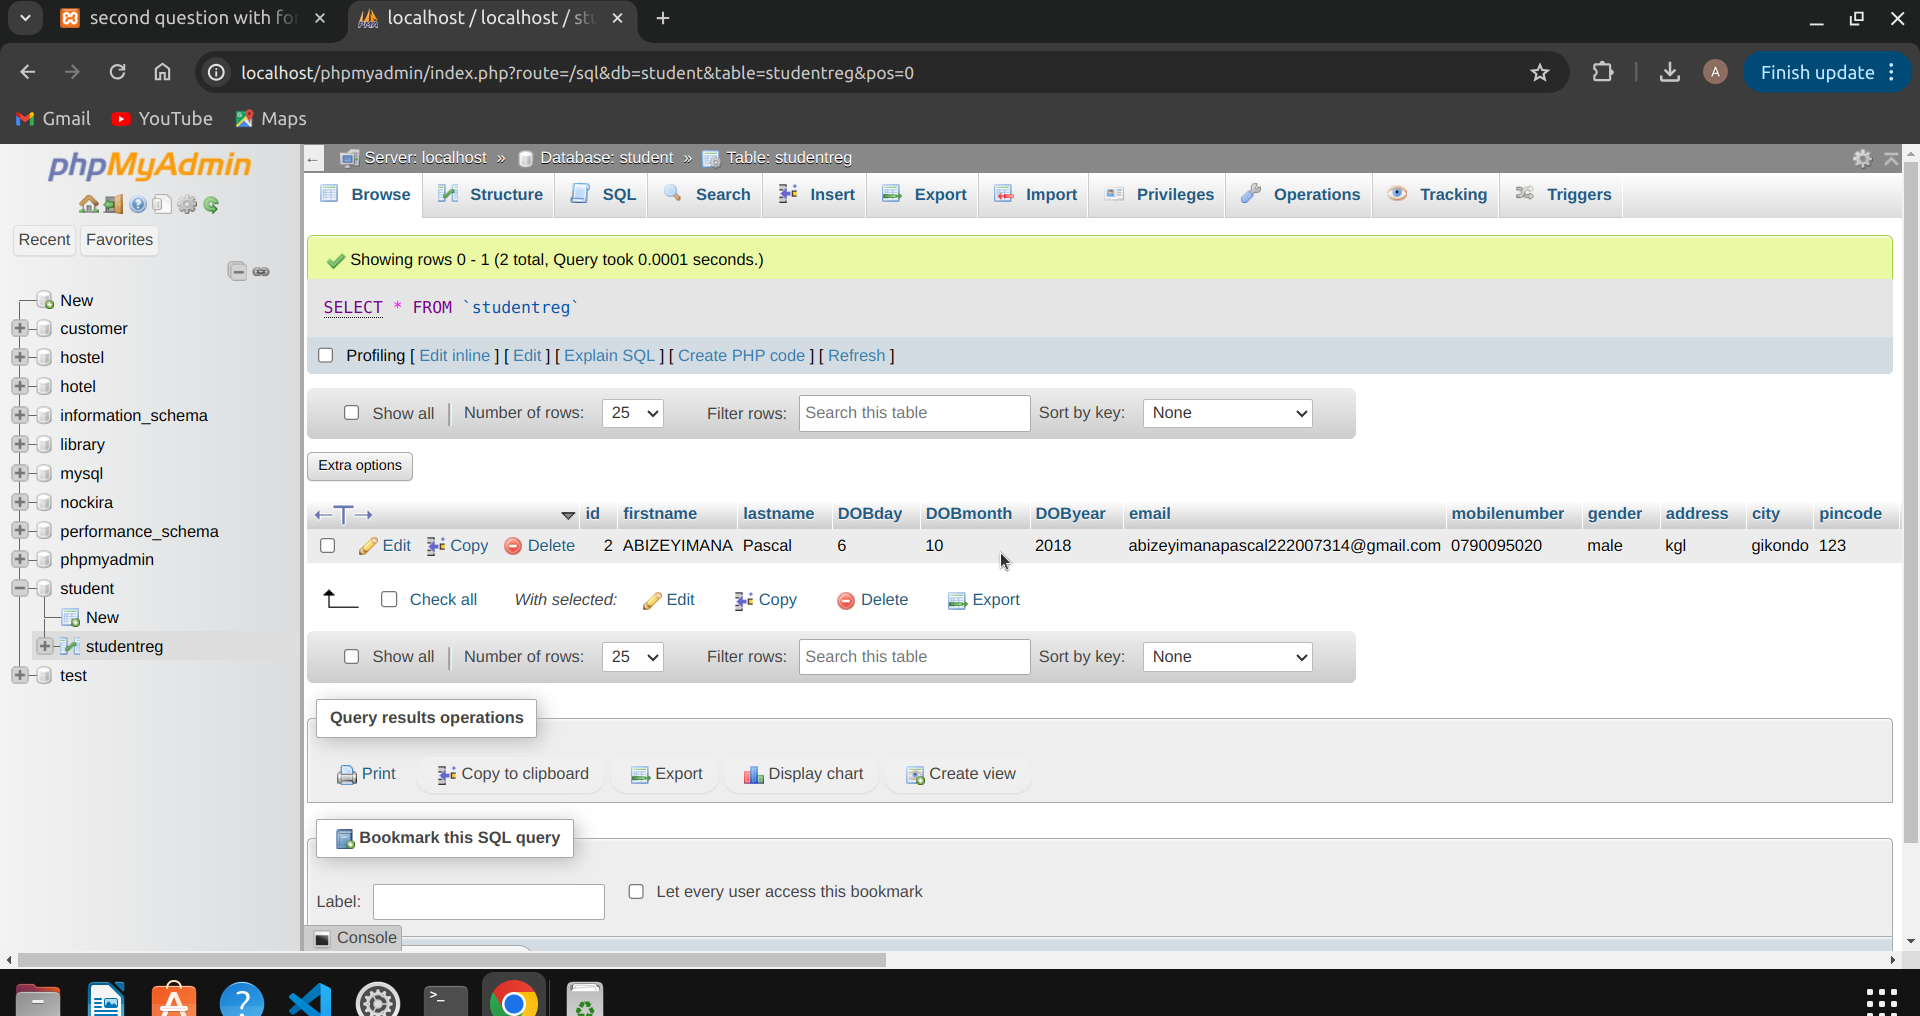 second question with fo
localhost / localhost / stu
localhost/phpmyadmin/index.php?route=/sql&db=student&table=studentreg&pos=0
A
Finish update
Gmail
YouTube
Maps
phpMyAdmin
Recent
Favorites
New
customer
hostel
hotel
information_schema
library
mysql
nockira
performance_schema
phpmyadmin
student
New
studentreg
test
Server: localhost » Database: student » Table: studentreg
Browse
Structure
SQL
Search
Insert
Export
Import
Privileges
Operations
Tracking
Triggers
Showing rows 0 - 1 (2 total, Query took 0.0001 seconds.)
SELECT * FROM `studentreg`
Profiling [ Edit inline ] [ Edit ] [ Explain SQL ] [ Create PHP code ] [ Refresh ]
Show all | Number of rows: 25 Filter rows: Search this table Sort by key: None
Extra options
id firstname lastname DOBday DOBmonth DOByear email mobilenumber gender address city pincode
Edit Copy Delete 2 ABIZEYIMANA Pascal 6 10 2018 abizeyimanapascal222007314@gmail.com 0790095020 male kgl gikondo 123
Check all With selected: Edit Copy Delete Export
Show all | Number of rows: 25 Filter rows: Search this table Sort by key: None
Query results operations
Print Copy to clipboard Export Display chart Create view
Bookmark this SQL query
Label: Let every user access this bookmark
Console